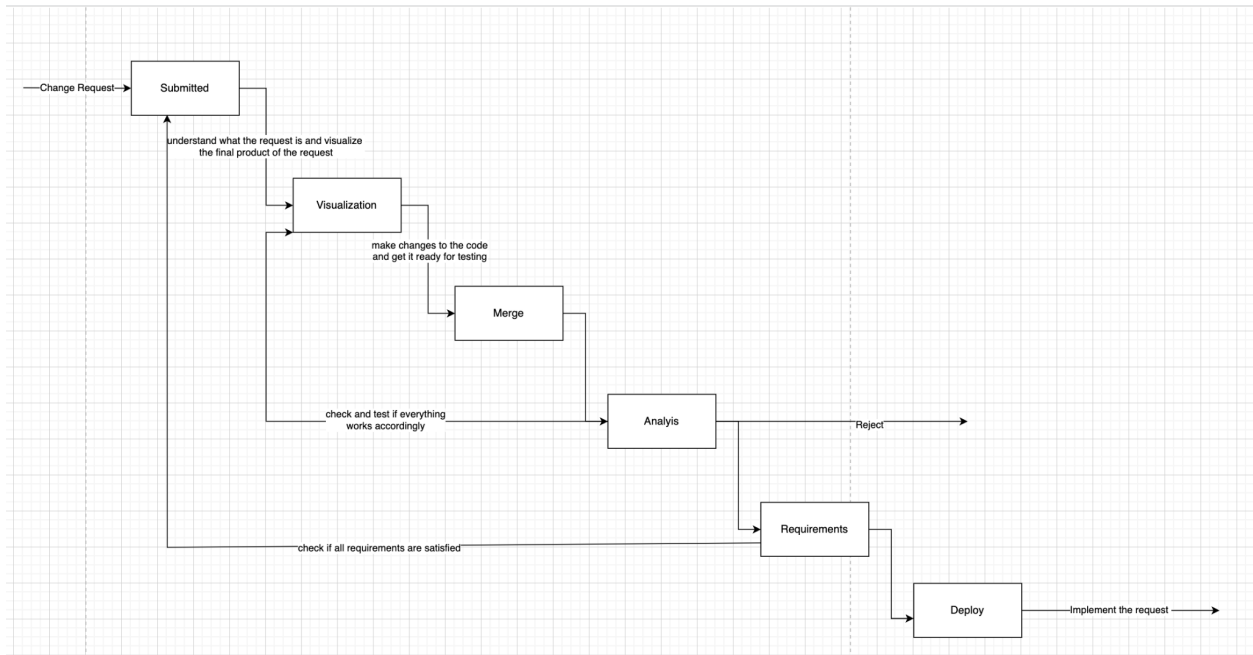 Change Request
Submitted
understand what the request is and visualize
the final product of the request
Visualization
make changes to the code
and get it ready for testing
Merge
check and test if everything
works accordingly
Analyis
Reject
Requirements
check if all requirements are satisfied
Deploy
Implement the request